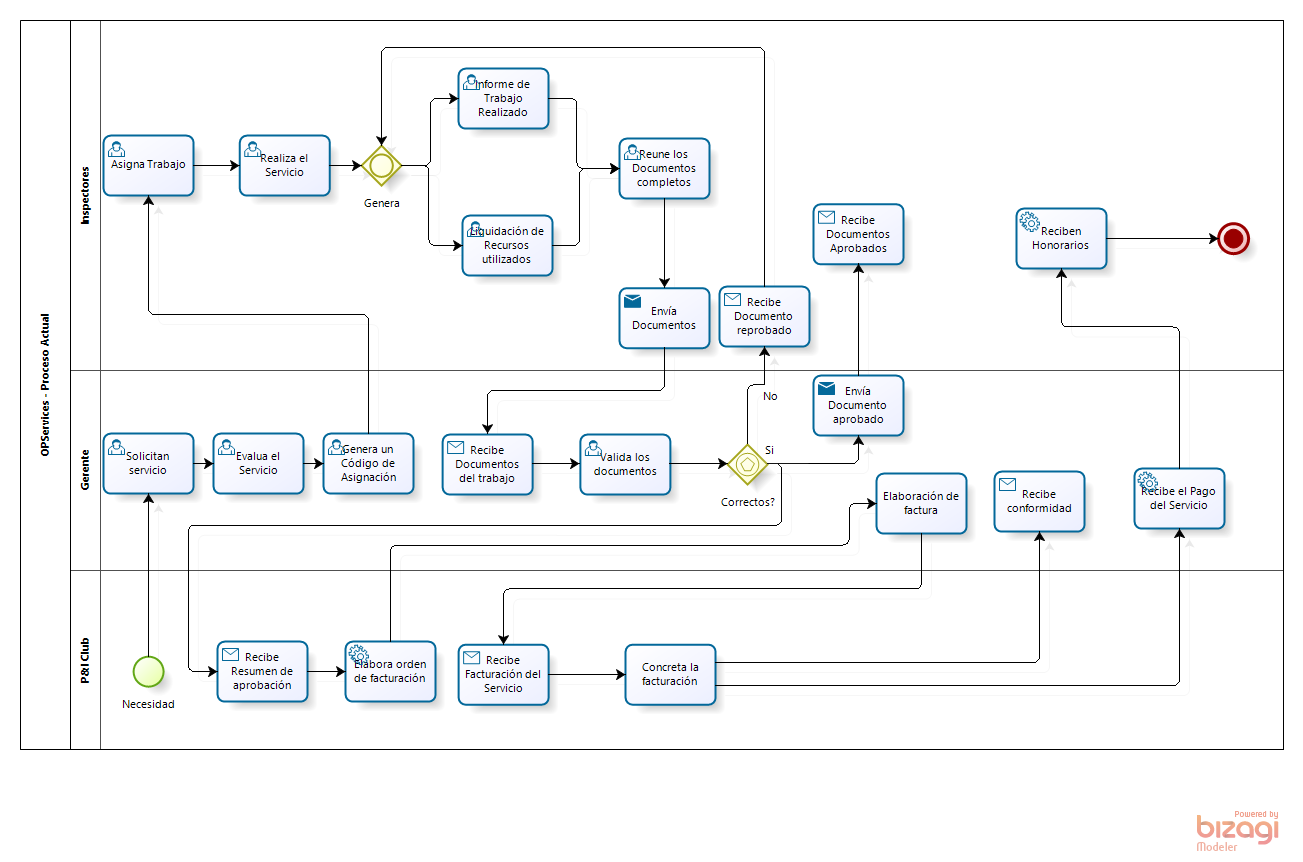 OPServices - Proceso Actual
Inspectores
Asigna Trabajo
Realiza el
Servicio
Genera
Informe de
Trabajo
Realizado
Liquidación de
Recursos
utilizados
Reune los
Documentos
completos
Envía
Documentos
Recibe
Documento
reprobado
Recibe
Documentos
Aprobados
Reciben
Honorarios
Gerente
Solicitan
servicio
Evalua el
Servicio
Genera un
Código de
Asignación
Recibe
Documentos
del trabajo
Valida los
documentos
Correctos?
No
Si
Envía
Documento
aprobado
Elaboración de
factura
Recibe
conformidad
Recibe el Pago
del Servicio
P&I Club
Necesidad
Recibe
Resumen de
aprobación
Elabora orden
de facturación
Recibe
Facturación del
Servicio
Concreta la
facturación
Powered by
bizagi
Modeler